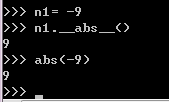 >>> n1= -9
>>> n1.__abs__()
9
>>> abs(-9)
9
>>>